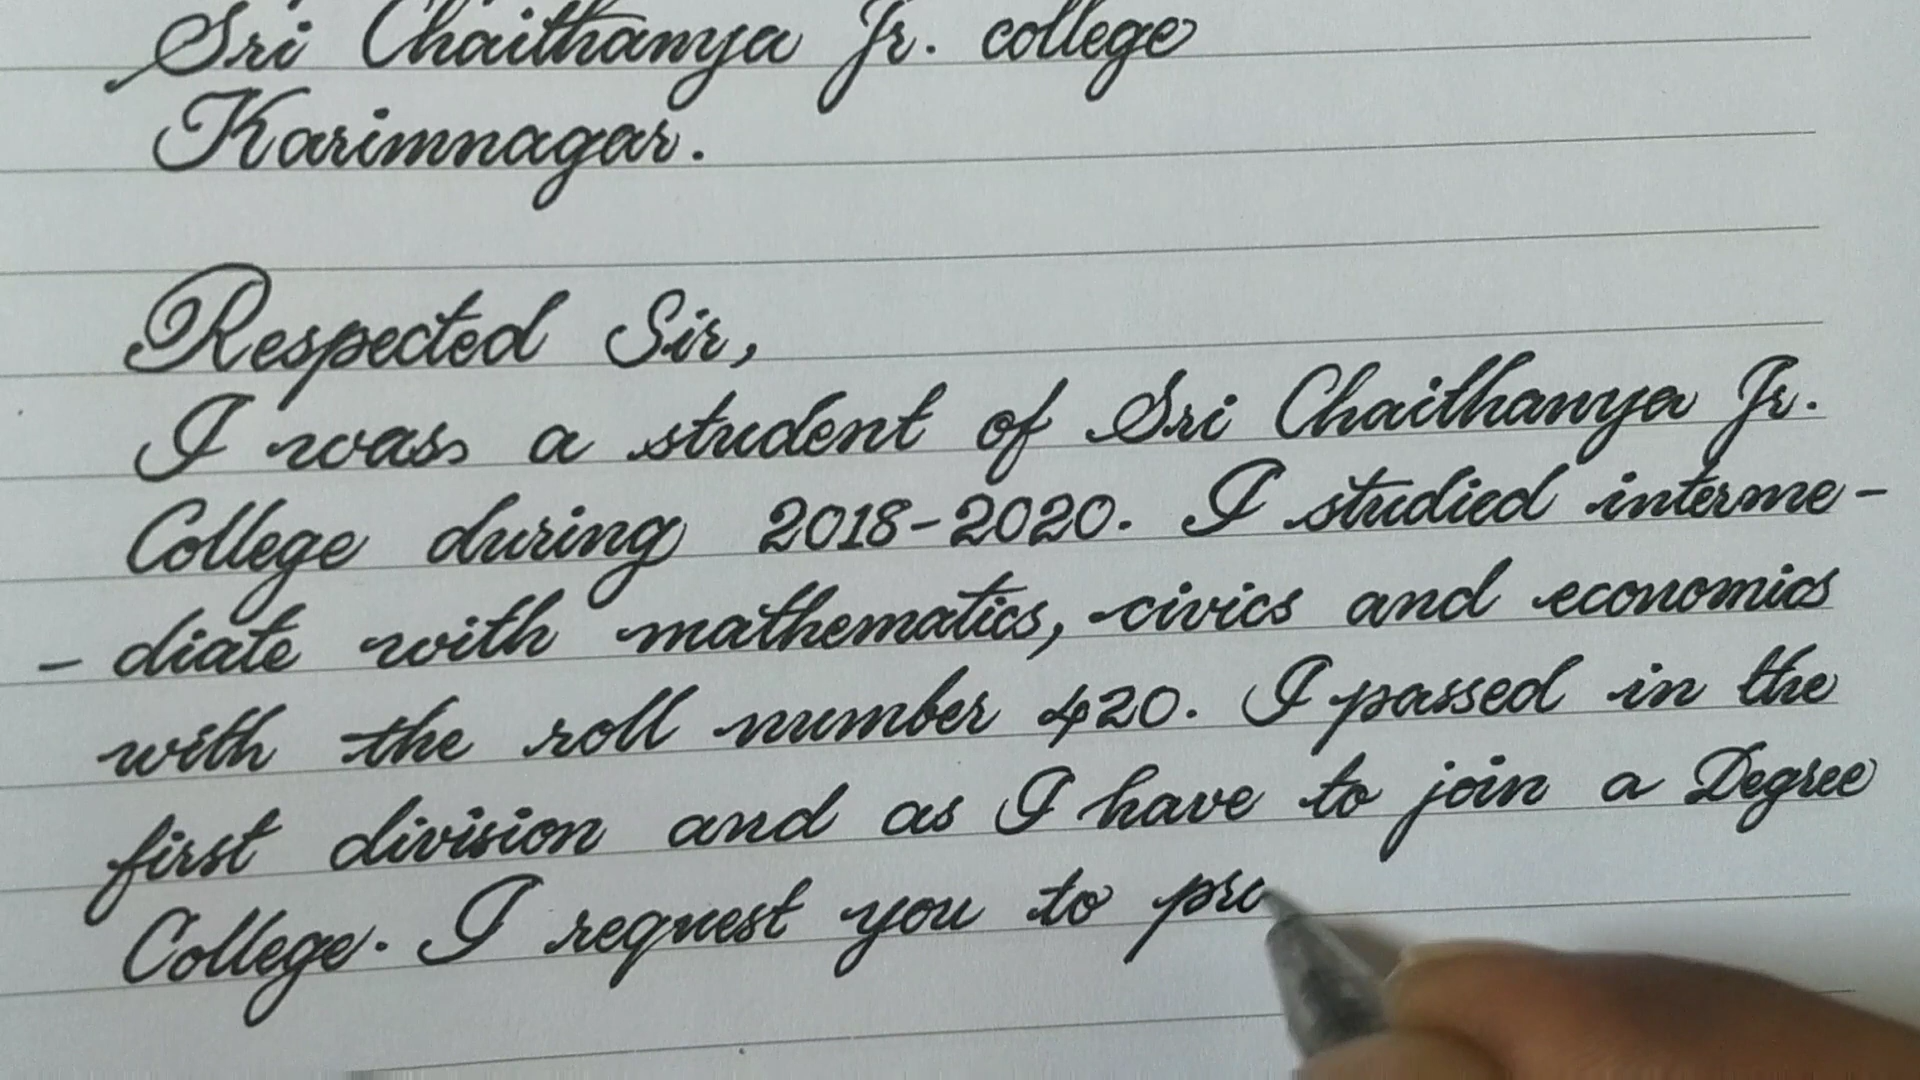 Sri Chaithanya Jr. college
Karimnagar.
Respected Sir,
I was a student of Sri Chaithanya Jr.
College during 2018-2020. I studied interme-
- diate with mathematics, civics and economics
with the roll number 420. I passed in the
first division and as I have to join a Degree
College. I request you to pro